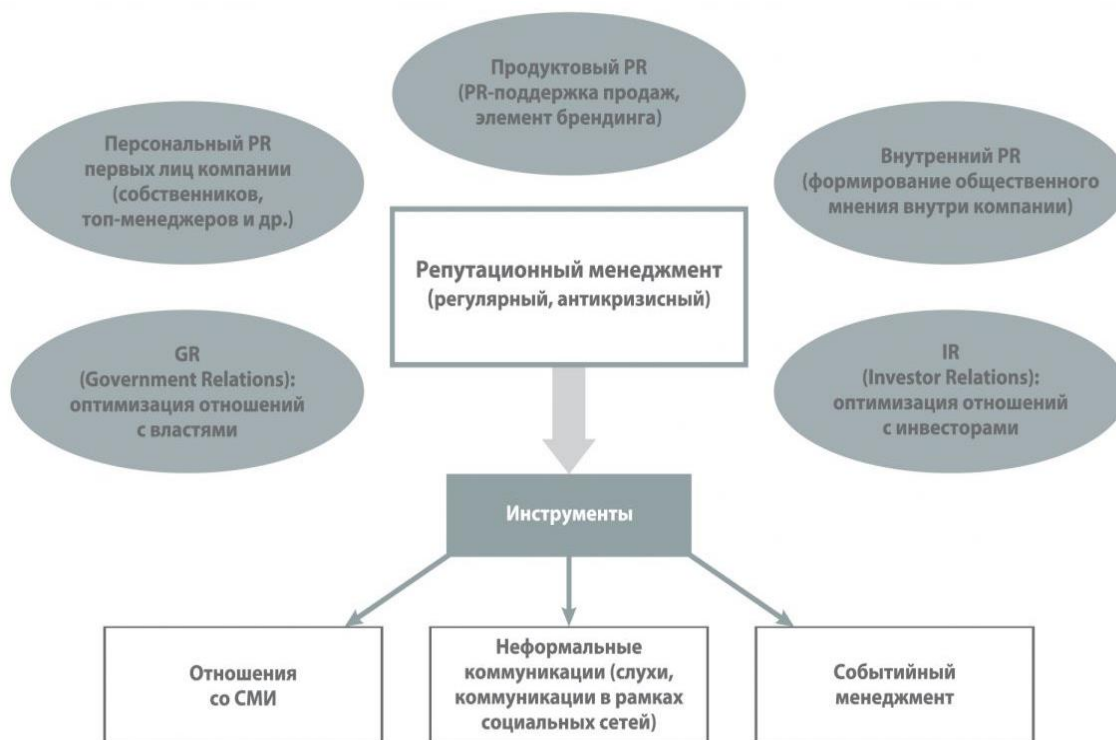 Продуктовый PR
(PR-поддержка продаж,
элемент брендинга)
Персональный PR
первых лиц компании
(собственников,
топ-менеджеров и др.)
Внутренний PR
(формирование общественного
мнения внутри компании)
Репутационный менеджмент
(регулярный, антикризисный)
GR
(Government Relations):
оптимизация отношений
с властями
IR
(Investor Relations):
оптимизация отношений
с инвесторами
Инструменты
Отношения
со СМИ
Неформальные
коммуникации (слухи,
коммуникации в рамках
социальных сетей)
Событийный
менеджмент